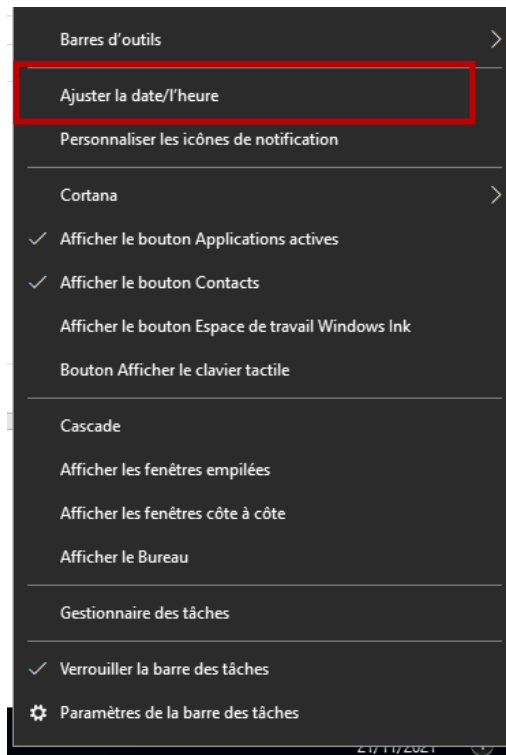 Barres d'outils
Ajuster la date/l'heure
Personnaliser les icônes de notification
Cortana
Afficher le bouton Applications actives
Afficher le bouton Contacts
Afficher le bouton Espace de travail Windows Ink
Bouton Afficher le clavier tactile
Cascade
Afficher les fenêtres empilées
Afficher les fenêtres côte à côte
Afficher le Bureau
Gestionnaire des tâches
Verrouiller la barre des tâches
Paramètres de la barre des tâches
21/11/2021